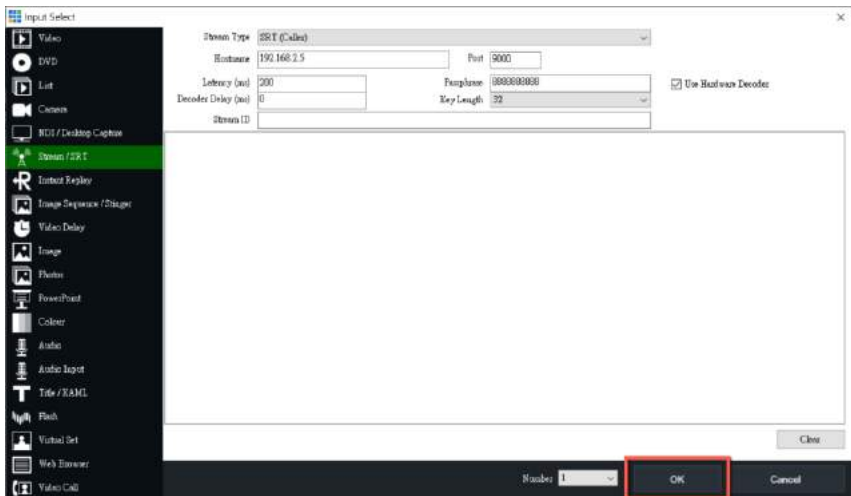 Input Select
Video
DVD
List
Camera
NDI / Desktop Capture
Stream / SRT
Instant Replay
Image Sequence / Stinger
Video Delay
Image
Photos
PowerPoint
Colour
Audio
Audio Input
Title / XAML
Flash
Virtual Set
Web Browser
Video Call
Stream Type SRT (Caller)
Hostname 192.168.2.5 Port 9000
Latency (ms) 200 Passphrase Use Hardware Decoder
Decoder Delay (ms) 0 Key Length 32
Stream ID
Clear
Number 1 OK Cancel